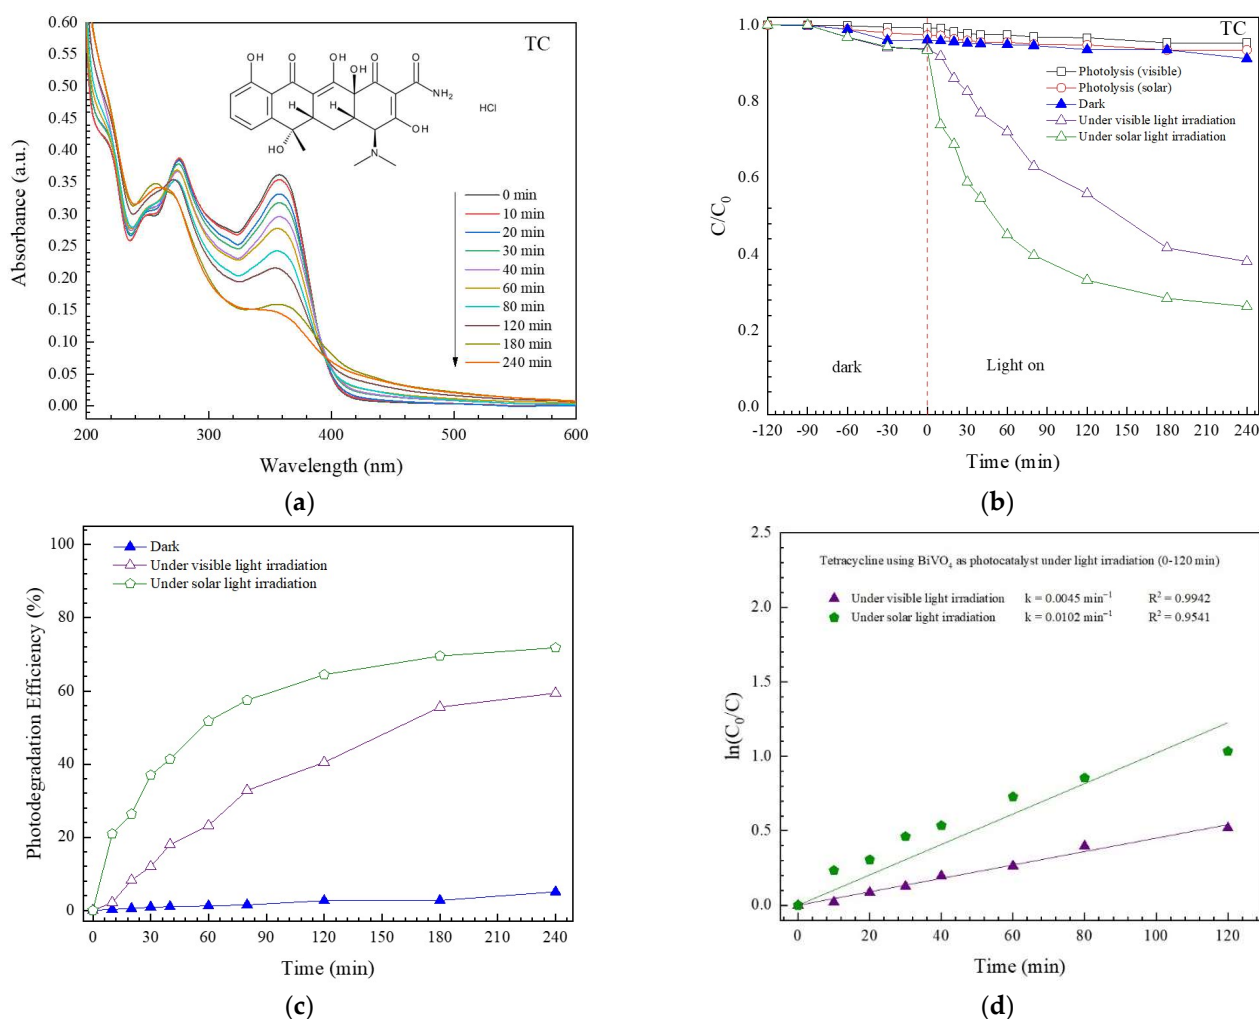 TC
OH
O
OH
OH
O
O
NH2
HCl
H
H
HO
OH
N
0 min
10 min
20 min
30 min
40 min
60 min
80 min
120 min
180 min
240 min
0.60
0.55
0.50
0.45
0.40
0.35
0.30
0.25
0.20
0.15
0.10
0.05
0.00
Absorbance (a.u.)
200 300 400 500 600
Wavelength (nm)
(a)
TC
Photolysis (visible)
Photolysis (solar)
Dark
Under visible light irradiation
Under solar light irradiation
1.0
0.8
0.6
0.4
0.2
0.0
C/C0
dark
Light on
-120 -90 -60 -30 0 30 60 90 120 150 180 210 240
Time (min)
(b)
Dark
Under visible light irradiation
Under solar light irradiation
100
80
60
40
20
0
Photodegradation Efficiency (%)
0 30 60 90 120 150 180 210 240
Time (min)
(c)
Tetracycline using BiVO4 as photocatalyst under light irradiation (0-120 min)
Under visible light irradiation k = 0.0045 min−1 R2 = 0.9942
Under solar light irradiation k = 0.0102 min−1 R2 = 0.9541
2.5
2.0
1.5
1.0
0.5
0.0
ln(C0/C)
0 20 40 60 80 100 120
Time (min)
(d)